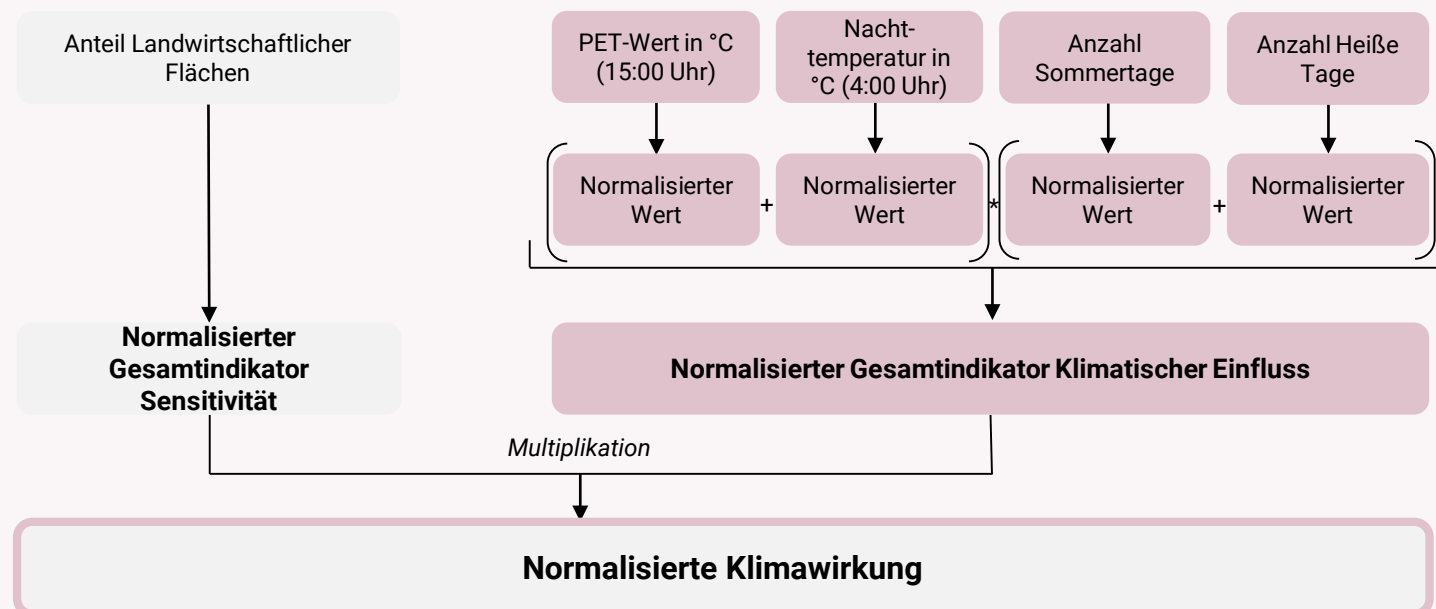 Anteil Landwirtschaftlicher
Flächen
PET-Wert in °C
(15:00 Uhr)
Nacht-
temperatur in
°C (4:00 Uhr)
Anzahl
Sommertage
Anzahl Heiße
Tage
Normalisierter
Wert
+
Normalisierter
Wert
*
Normalisierter
Wert
+
Normalisierter
Wert
Normalisierter
Gesamtindikator
Sensitivität
Normalisierter Gesamtindikator Klimatischer Einfluss
Multiplikation
Normalisierte Klimawirkung